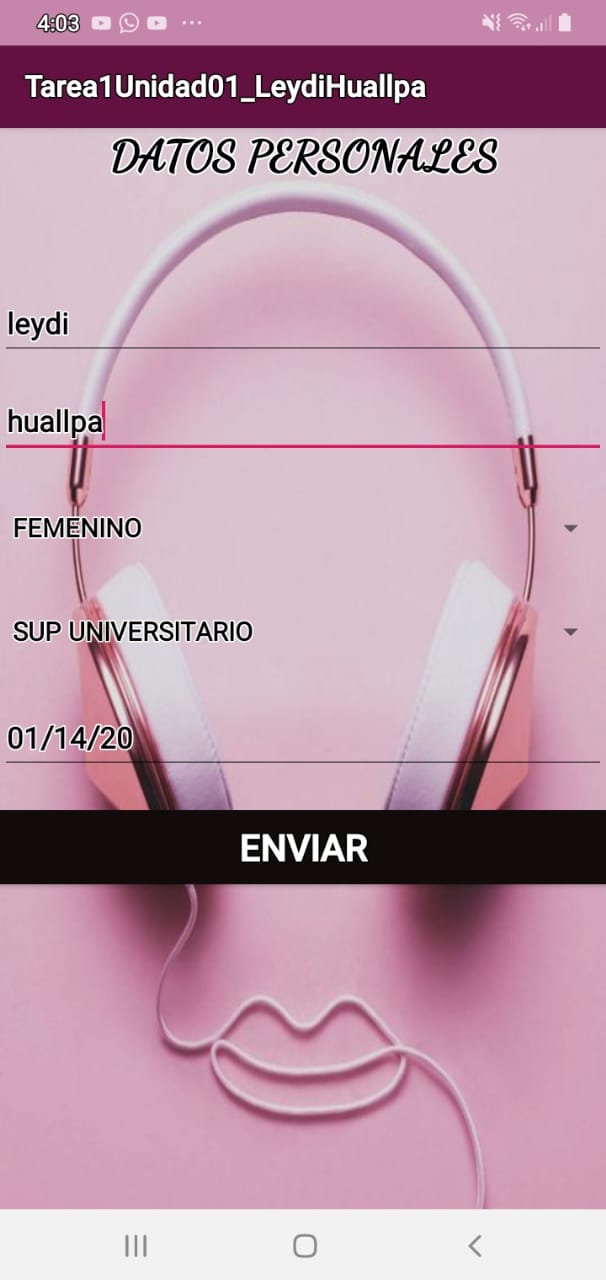 4:03
Tarea1Unidad01_LeydiHuallpa
DATOS PERSONALES
leydi
huallpa
FEMENINO
SUP UNIVERSITARIO
01/14/20
ENVIAR